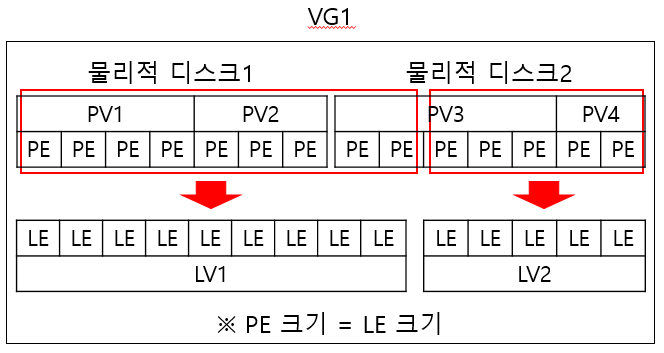 VG1
물리적 디스크1 물리적 디스크2
PV1 PV2 PV3 PV4
PE PE PE PE PE PE PE PE PE PE PE PE PE PE
LE LE LE LE LE LE LE LE LE LE LE LE LE LE
LV1 LV2
※ PE 크기 = LE 크기